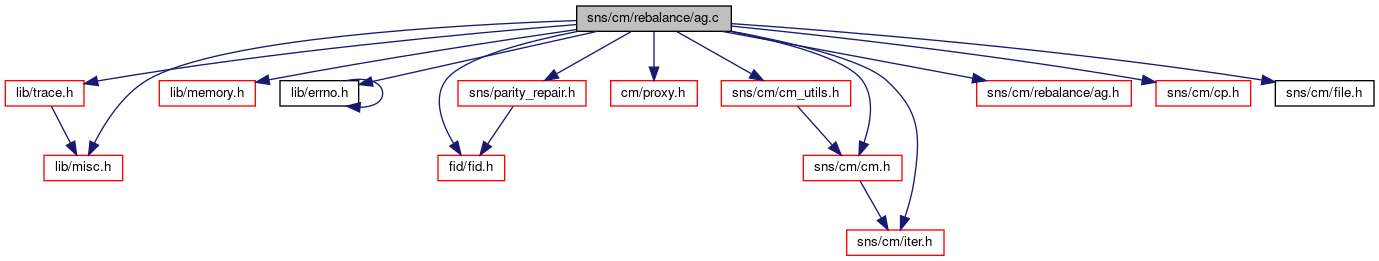 sns/cm/rebalance/ag.c
lib/trace.h
lib/memory.h
lib/errno.h
sns/parity_repair.h
cm/proxy.h
sns/cm/cm_utils.h
sns/cm/rebalance/ag.h
sns/cm/cp.h
sns/cm/file.h
lib/misc.h
fid/fid.h
sns/cm/cm.h
sns/cm/iter.h